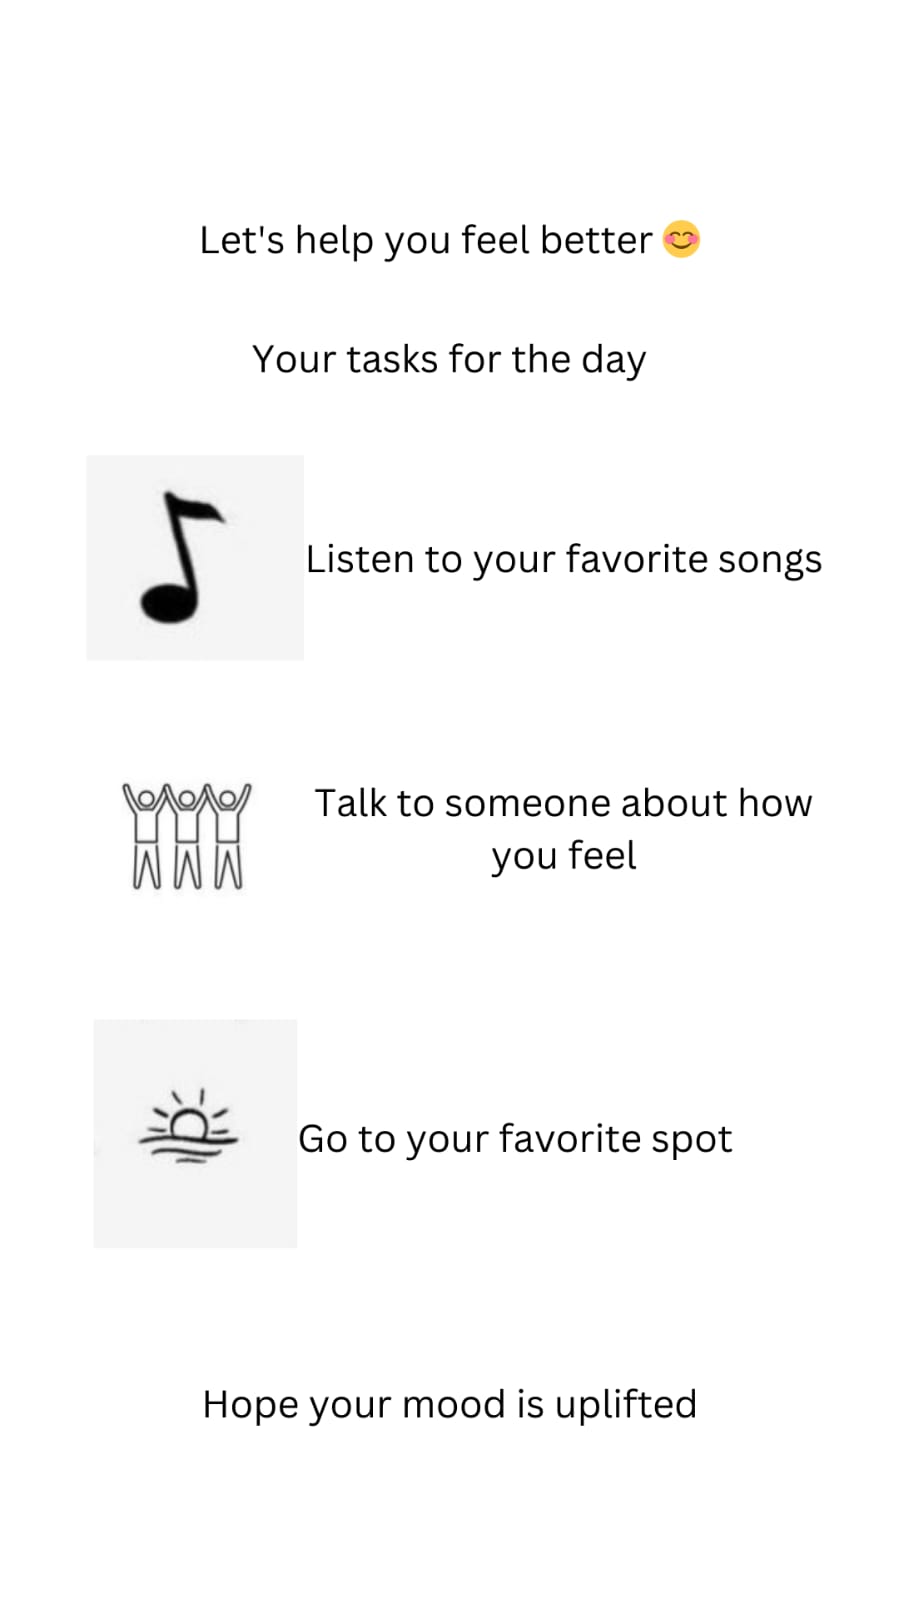 Let's help you feel better 😊
Your tasks for the day
Listen to your favorite songs
Talk to someone about how
you feel
Go to your favorite spot
Hope your mood is uplifted